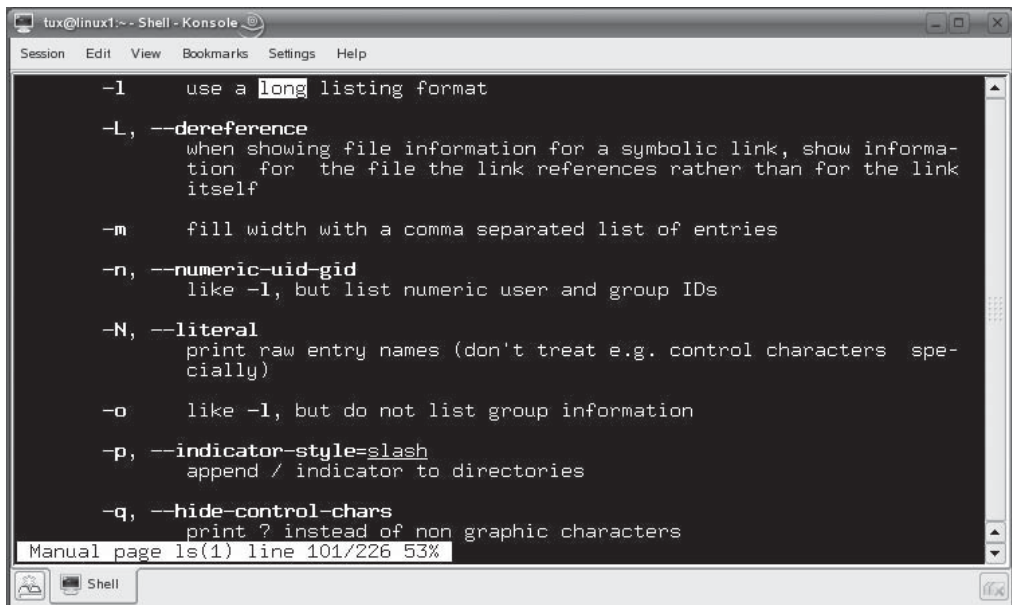 tux@linux1:~ - Shell - Konsole
Session Edit View Bookmarks Settings Help
-l use a long listing format
-L, --dereference
when showing file information for a symbolic link, show informa-
tion for the file the link references rather than for the link
itself
-m fill width with a comma separated list of entries
-n, --numeric-uid-gid
like -l, but list numeric user and group IDs
-N, --literal
print raw entry names (don't treat e.g. control characters spe-
cially)
-o like -l, but do not list group information
-p, --indicator-style=slash
append / indicator to directories
-q, --hide-control-chars
print ? instead of non graphic characters
Manual page ls(1) line 101/226 53%
Shell